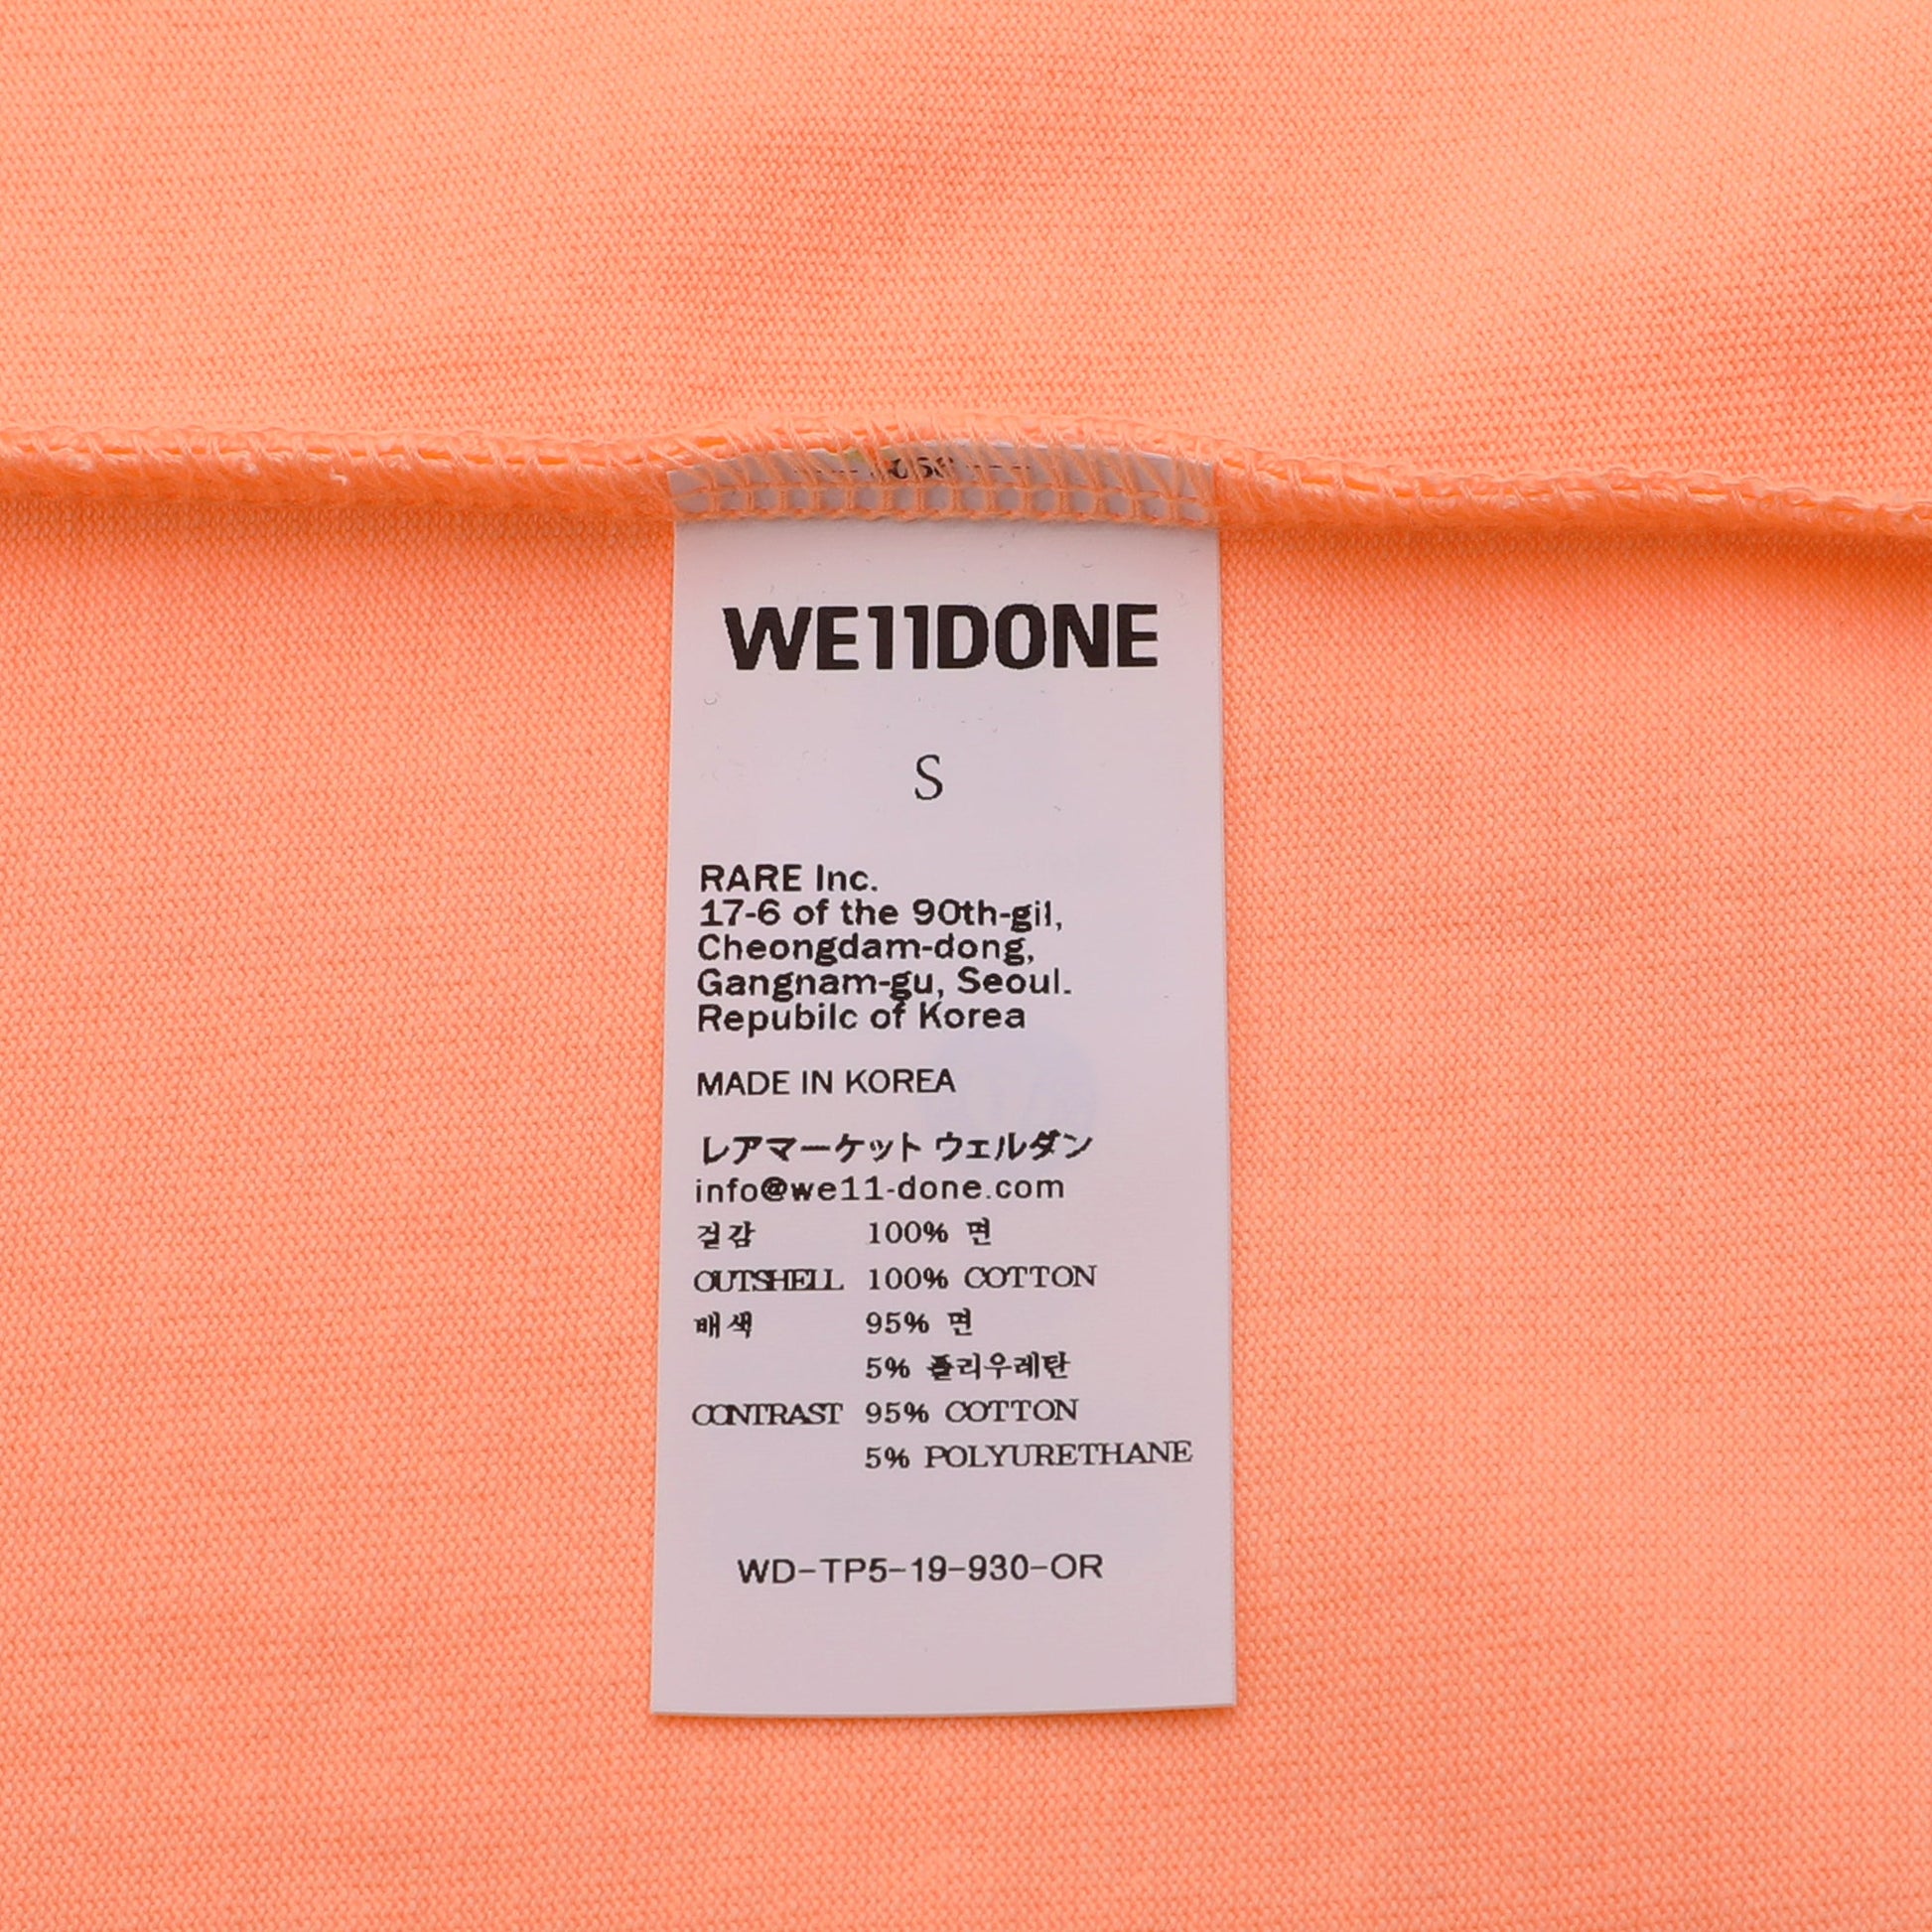 WE11DONE
S
RARE Inc.
17-6 of the 90th-gil,
Cheongdam-dong,
Gangnam-gu, Seoul.
Repubilc of Korea
MADE IN KOREA
レアマーケット ウェルダン
info@we11-done.com
겉감 100% 면
OUTSHELL 100% COTTON
배색 95% 면
5% 폴리우레탄
CONTRAST 95% COTTON
5% POLYURETHANE
WD-TP5-19-930-OR